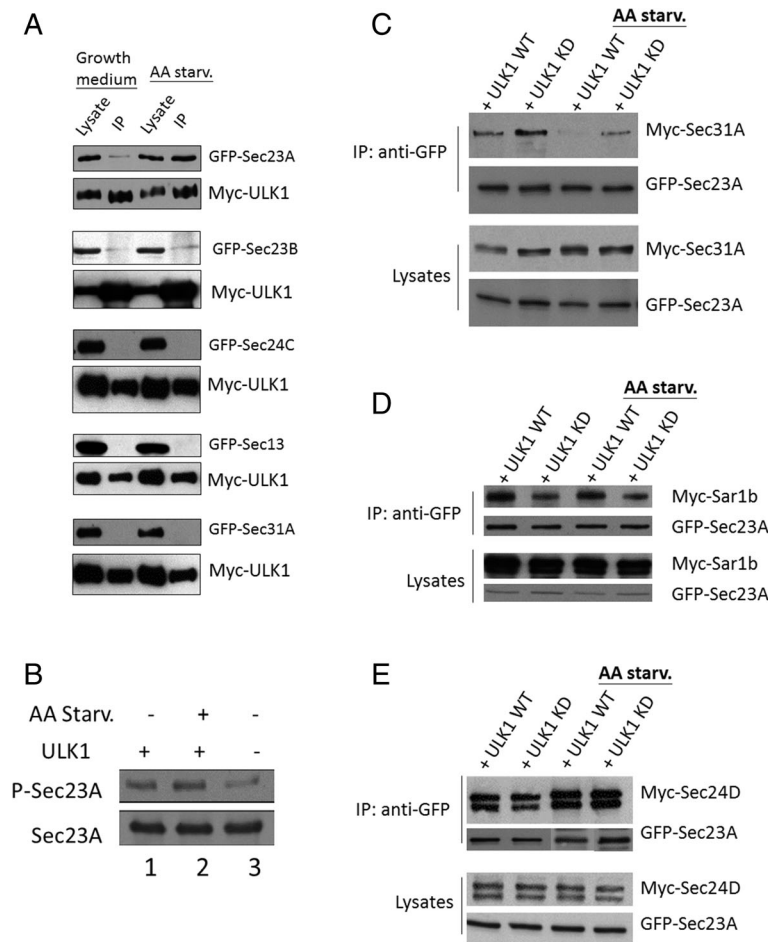 A
Growth
medium
AA starv.
Lysate
IP
Lysate
IP
GFP-Sec23A
Myc-ULK1
GFP-Sec23B
Myc-ULK1
GFP-Sec24C
Myc-ULK1
GFP-Sec13
Myc-ULK1
GFP-Sec31A
Myc-ULK1
B
AA Starv. - + -
ULK1 + + -
P-Sec23A
Sec23A
1 2 3
C
AA starv.
+ ULK1 WT
+ ULK1 KD
+ ULK1 WT
+ ULK1 KD
IP: anti-GFP
Myc-Sec31A
GFP-Sec23A
Lysates
Myc-Sec31A
GFP-Sec23A
D
AA starv.
+ ULK1 WT
+ ULK1 KD
+ ULK1 WT
+ ULK1 KD
IP: anti-GFP
Myc-Sar1b
GFP-Sec23A
Lysates
Myc-Sar1b
GFP-Sec23A
E
AA starv.
+ ULK1 WT
+ ULK1 KD
+ ULK1 WT
+ ULK1 KD
IP: anti-GFP
Myc-Sec24D
GFP-Sec23A
Lysates
Myc-Sec24D
GFP-Sec23A